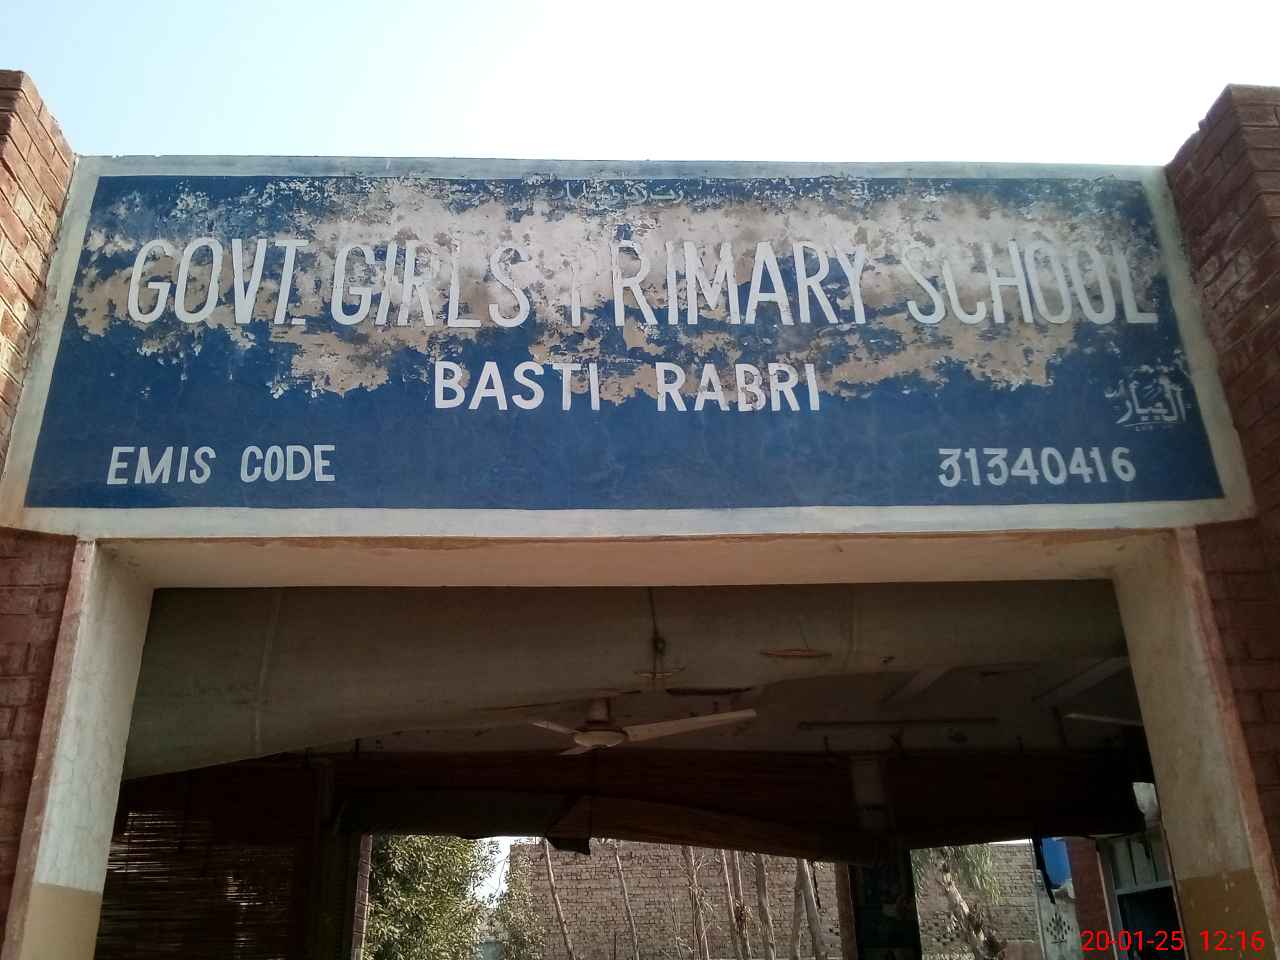 GOVT. GIRLS PRIMARY SCHOOL
BASTI RABRI
EMIS CODE 31340416
20-01-25 12:16